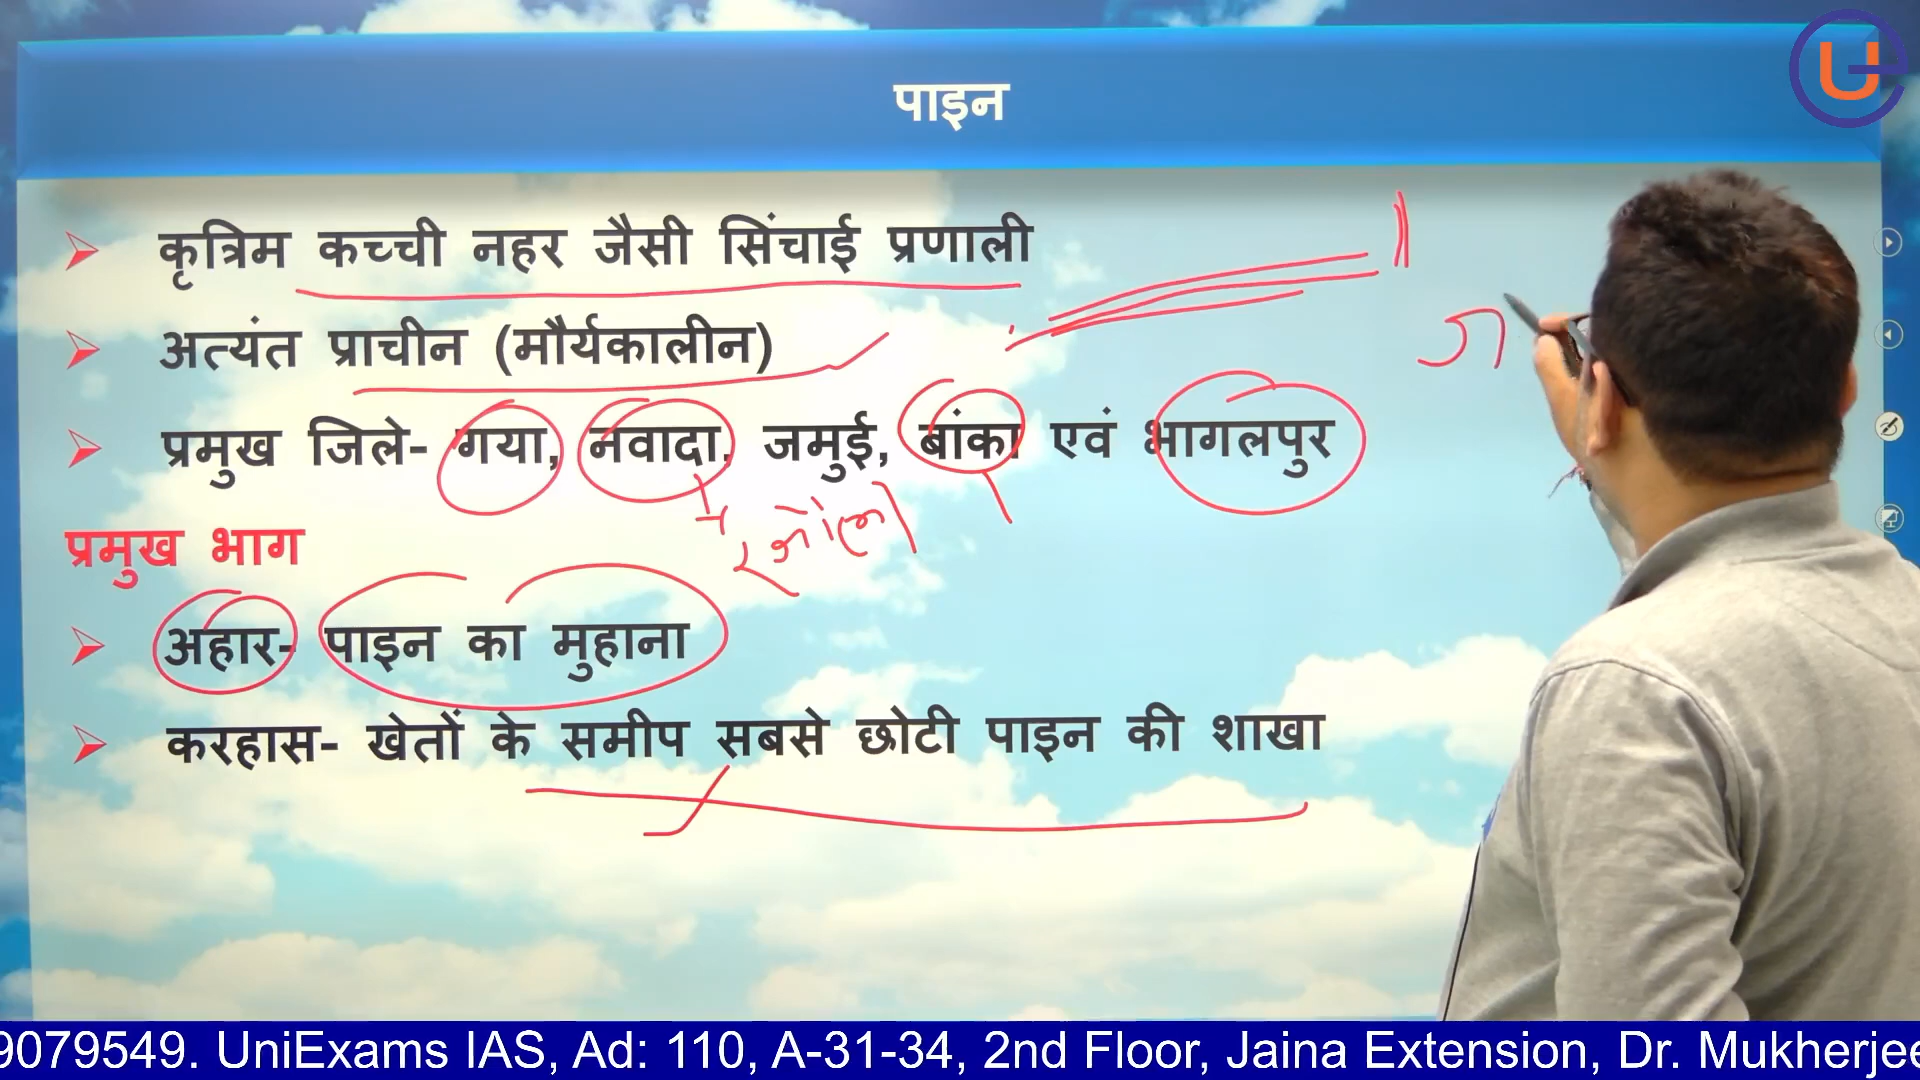 पाइन
कृत्रिम कच्ची नहर जैसी सिंचाई प्रणाली
अत्यंत प्राचीन (मौर्यकालीन)
प्रमुख जिले- गया, नवादा, जमुई, बांका एवं भागलपुर
प्रमुख भाग
अहार- पाइन का मुहाना
करहास- खेतों के समीप सबसे छोटी पाइन की शाखा
9079549. UniExams IAS, Ad: 110, A-31-34, 2nd Floor, Jaina Extension, Dr. Mukherjee